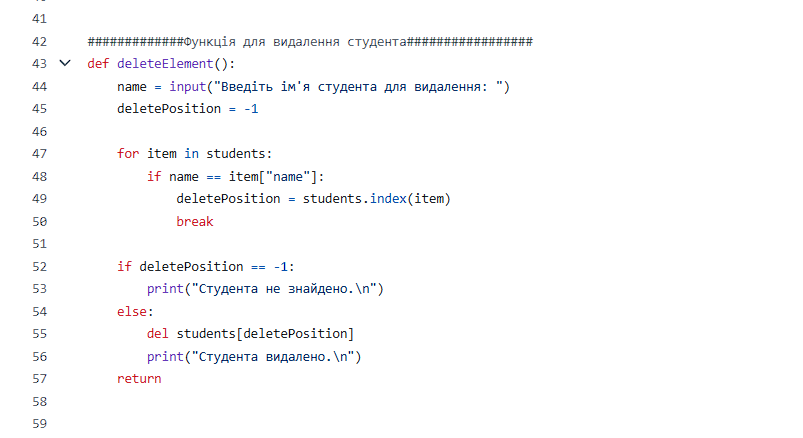 41
42 #############Функція для видалення студента#################
43 def deleteElement():
44 name = input("Введіть ім'я студента для видалення: ")
45 deletePosition = -1
46
47 for item in students:
48 if name == item["name"]:
49 deletePosition = students.index(item)
50 break
51
52 if deletePosition == -1:
53 print("Студента не знайдено.\n")
54 else:
55 del students[deletePosition]
56 print("Студента видалено.\n")
57 return
58
59